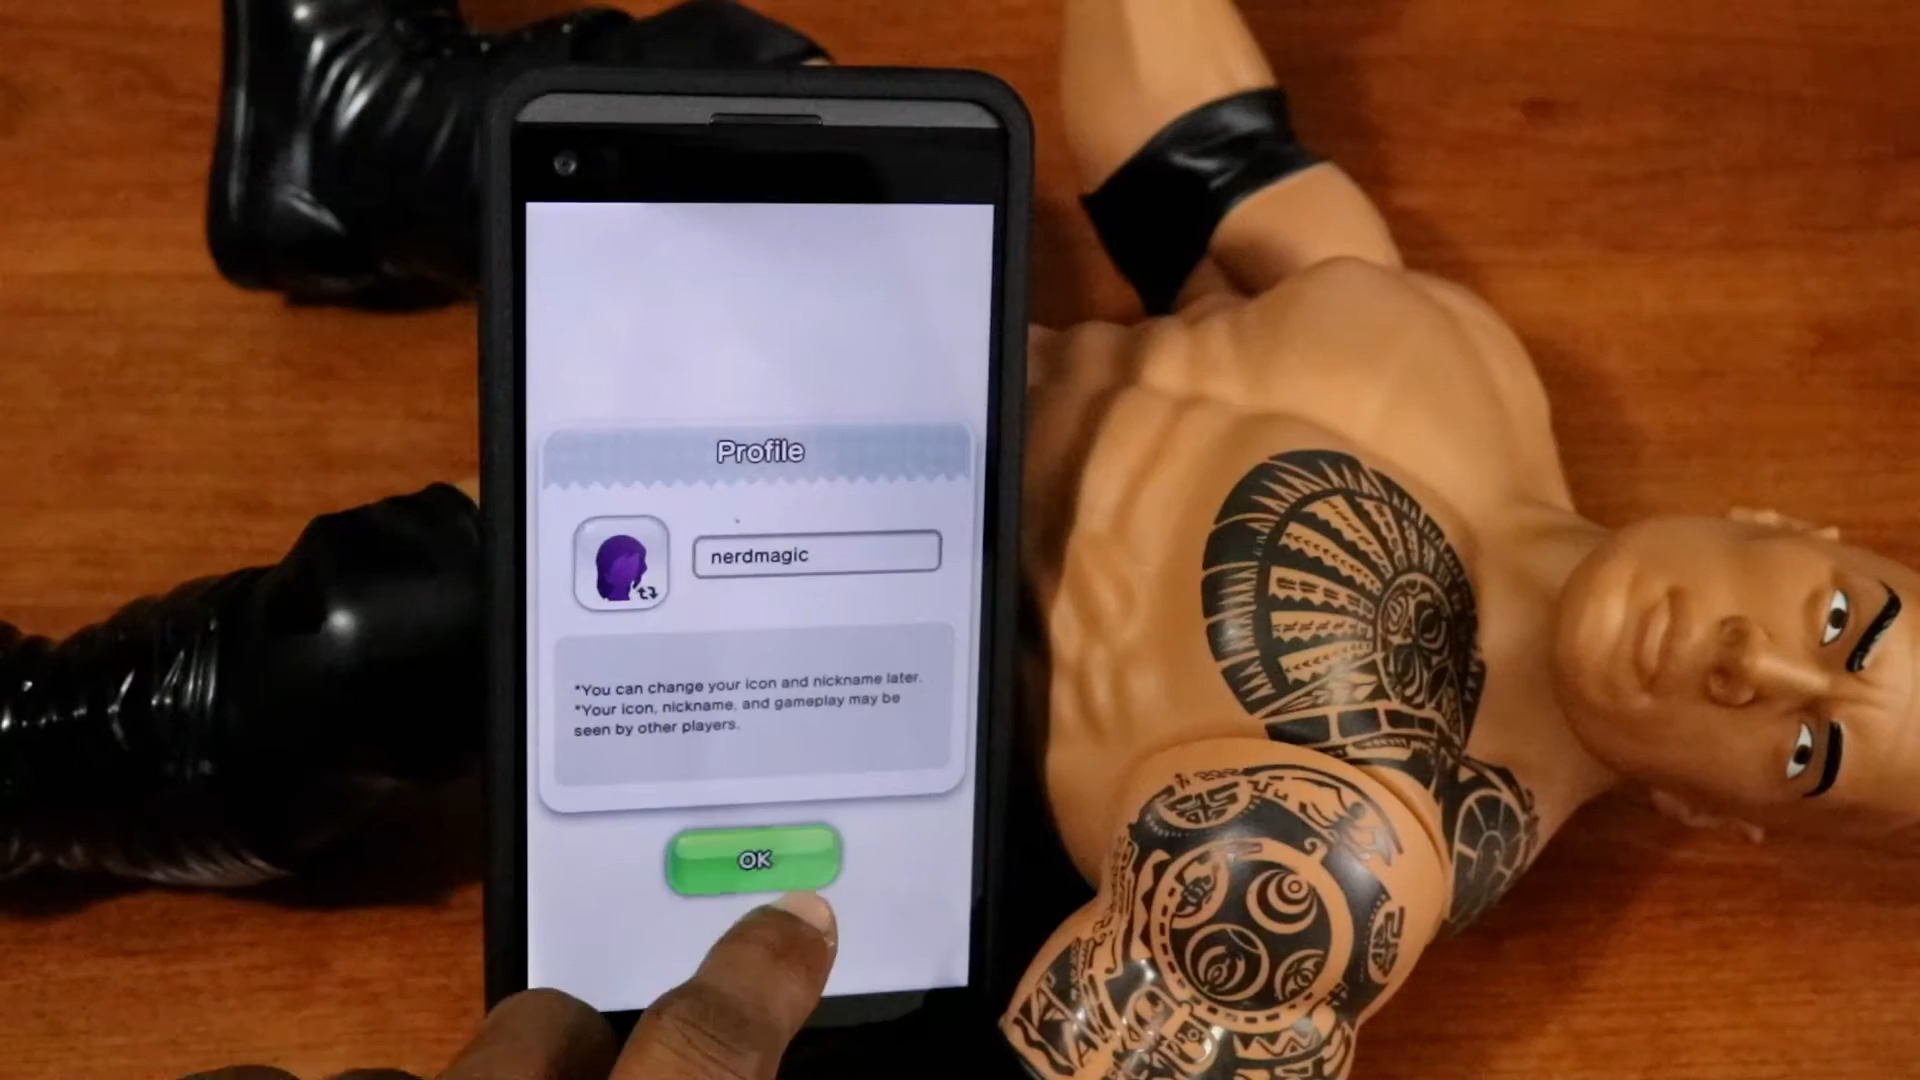 Profile
nerdmagic
*You can change your icon and nickname later.
*Your icon, nickname, and gameplay may be
seen by other players.
OK